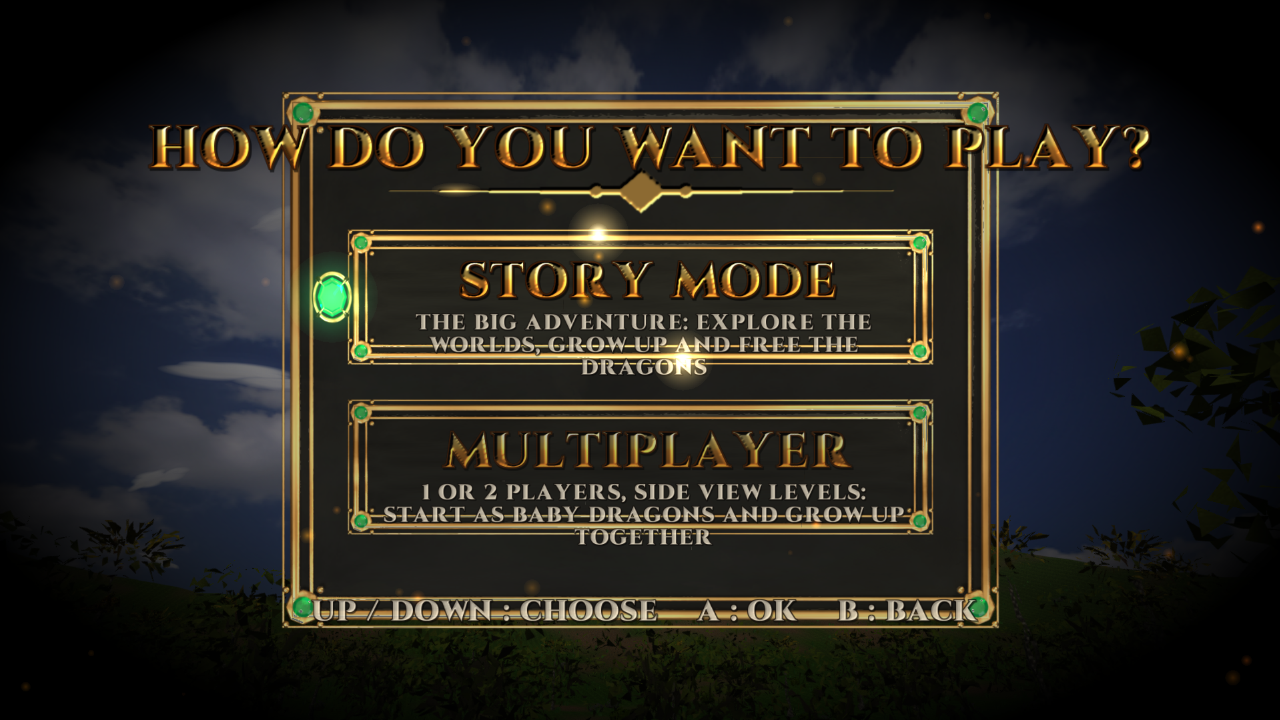 HOW DO YOU WANT TO PLAY?
STORY MODE
THE BIG ADVENTURE: EXPLORE THE
WORLDS, GROW UP AND FREE THE
DRAGONS
MULTIPLAYER
1 OR 2 PLAYERS, SIDE VIEW LEVELS:
START AS BABY DRAGONS AND GROW UP
TOGETHER
UP / DOWN : CHOOSE A : OK B : BACK